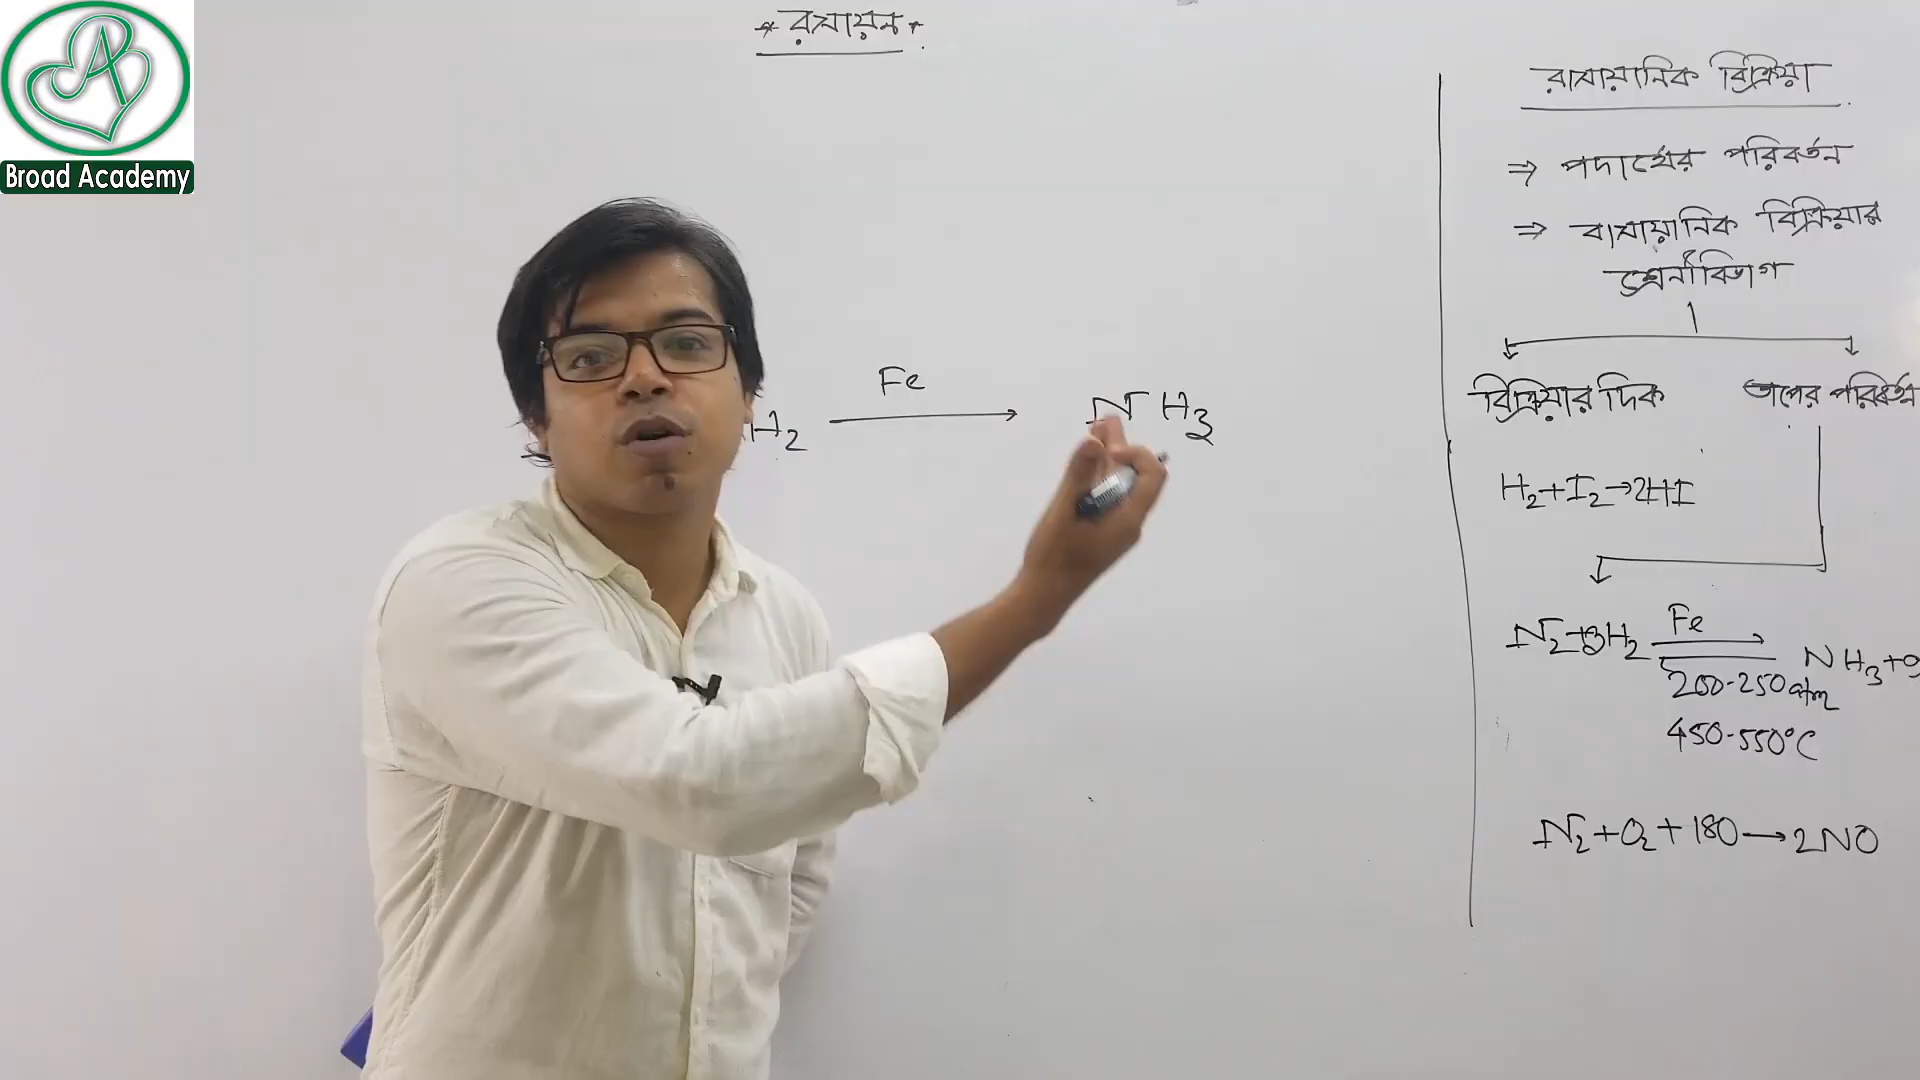 Broad Academy
* রসায়ন *
H2 Fe → NH3
রাসায়নিক বিক্রিয়া
⇒ পদার্থের পরিবর্তন
⇒ রাসায়নিক বিক্রিয়ার
শ্রেণীবিভাগ
বিক্রিয়ার দিক তাপের পরিবর্তন
H2+I2→2HI
Fe
N2+3H2 NH3+
200-250atm
450-550°C
N2+O2+180→2NO